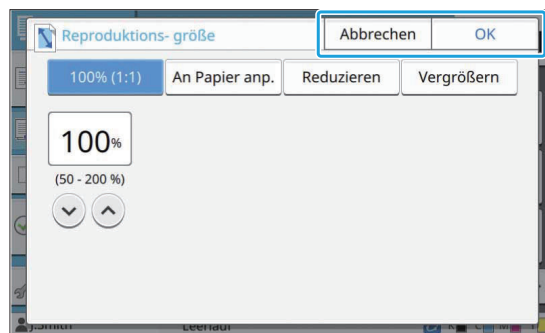 Reproduktions- größe
Abbrechen
OK
100% (1:1)
An Papier anp.
Reduzieren
Vergrößern
100%
(50 - 200 %)
J.Smith
Leerlauf
K
C
M
Y